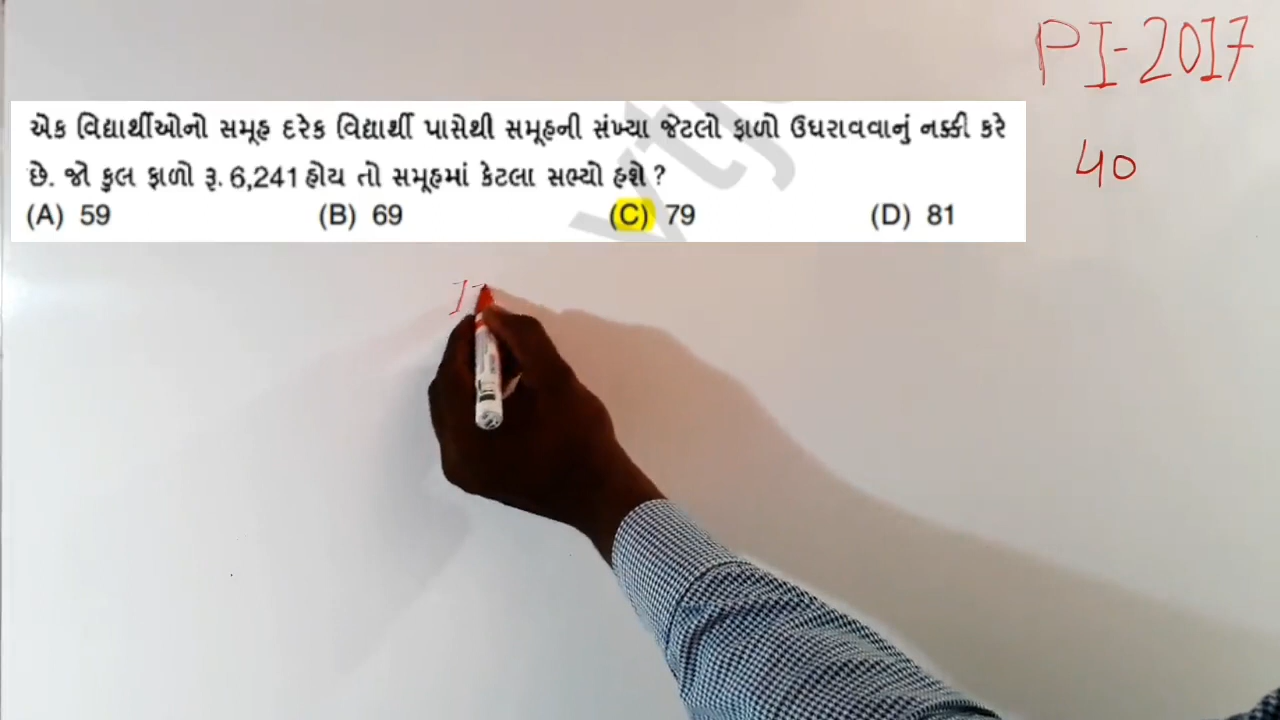 PI-2017
40
એક વિદ્યાર્થીઓનો સમૂહ દરેક વિદ્યાર્થી પાસેથી સમૂહની સંખ્યા જેટલો ફાળો ઉધરાવવાનું નક્કી કરે
છે. જો કુલ ફાળો રૂ. 6,241 હોય તો સમૂહમાં કેટલા સભ્યો હશે ?
(A) 59 (B) 69 (C) 79 (D) 81